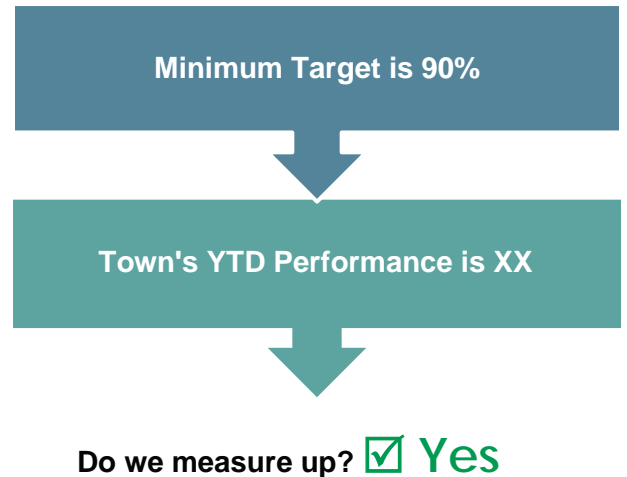 Minimum Target is 90%
Town's YTD Performance is XX
Do we measure up? ☑ Yes